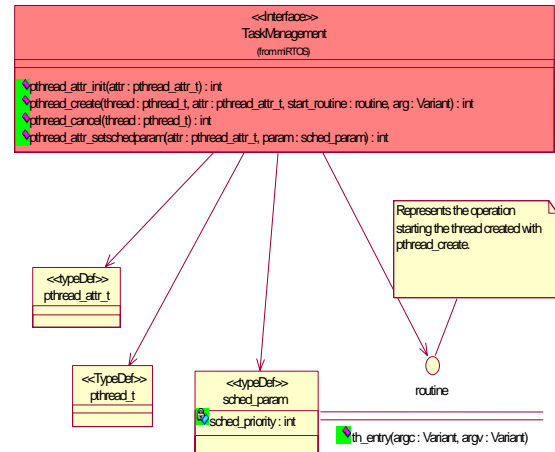 <<Interface>>
TaskManagement
(from miRTOS)
pthread_attr_init(attr : pthread_attr_t) : int
pthread_create(thread : pthread_t, attr : pthread_attr_t, start_routine : routine, arg : Variant) : int
pthread_cancel(thread : pthread_t) : int
pthread_attr_setschedparam(attr : pthread_attr_t, param : sched_param) : int
Represents the operation
starting the thread created with
pthread_create.
<<typeDef>>
pthread_attr_t
<<TypeDef>>
pthread_t
<<typeDef>>
sched_param
sched_priority : int
routine
th_entry(argc : Variant, argv : Variant)